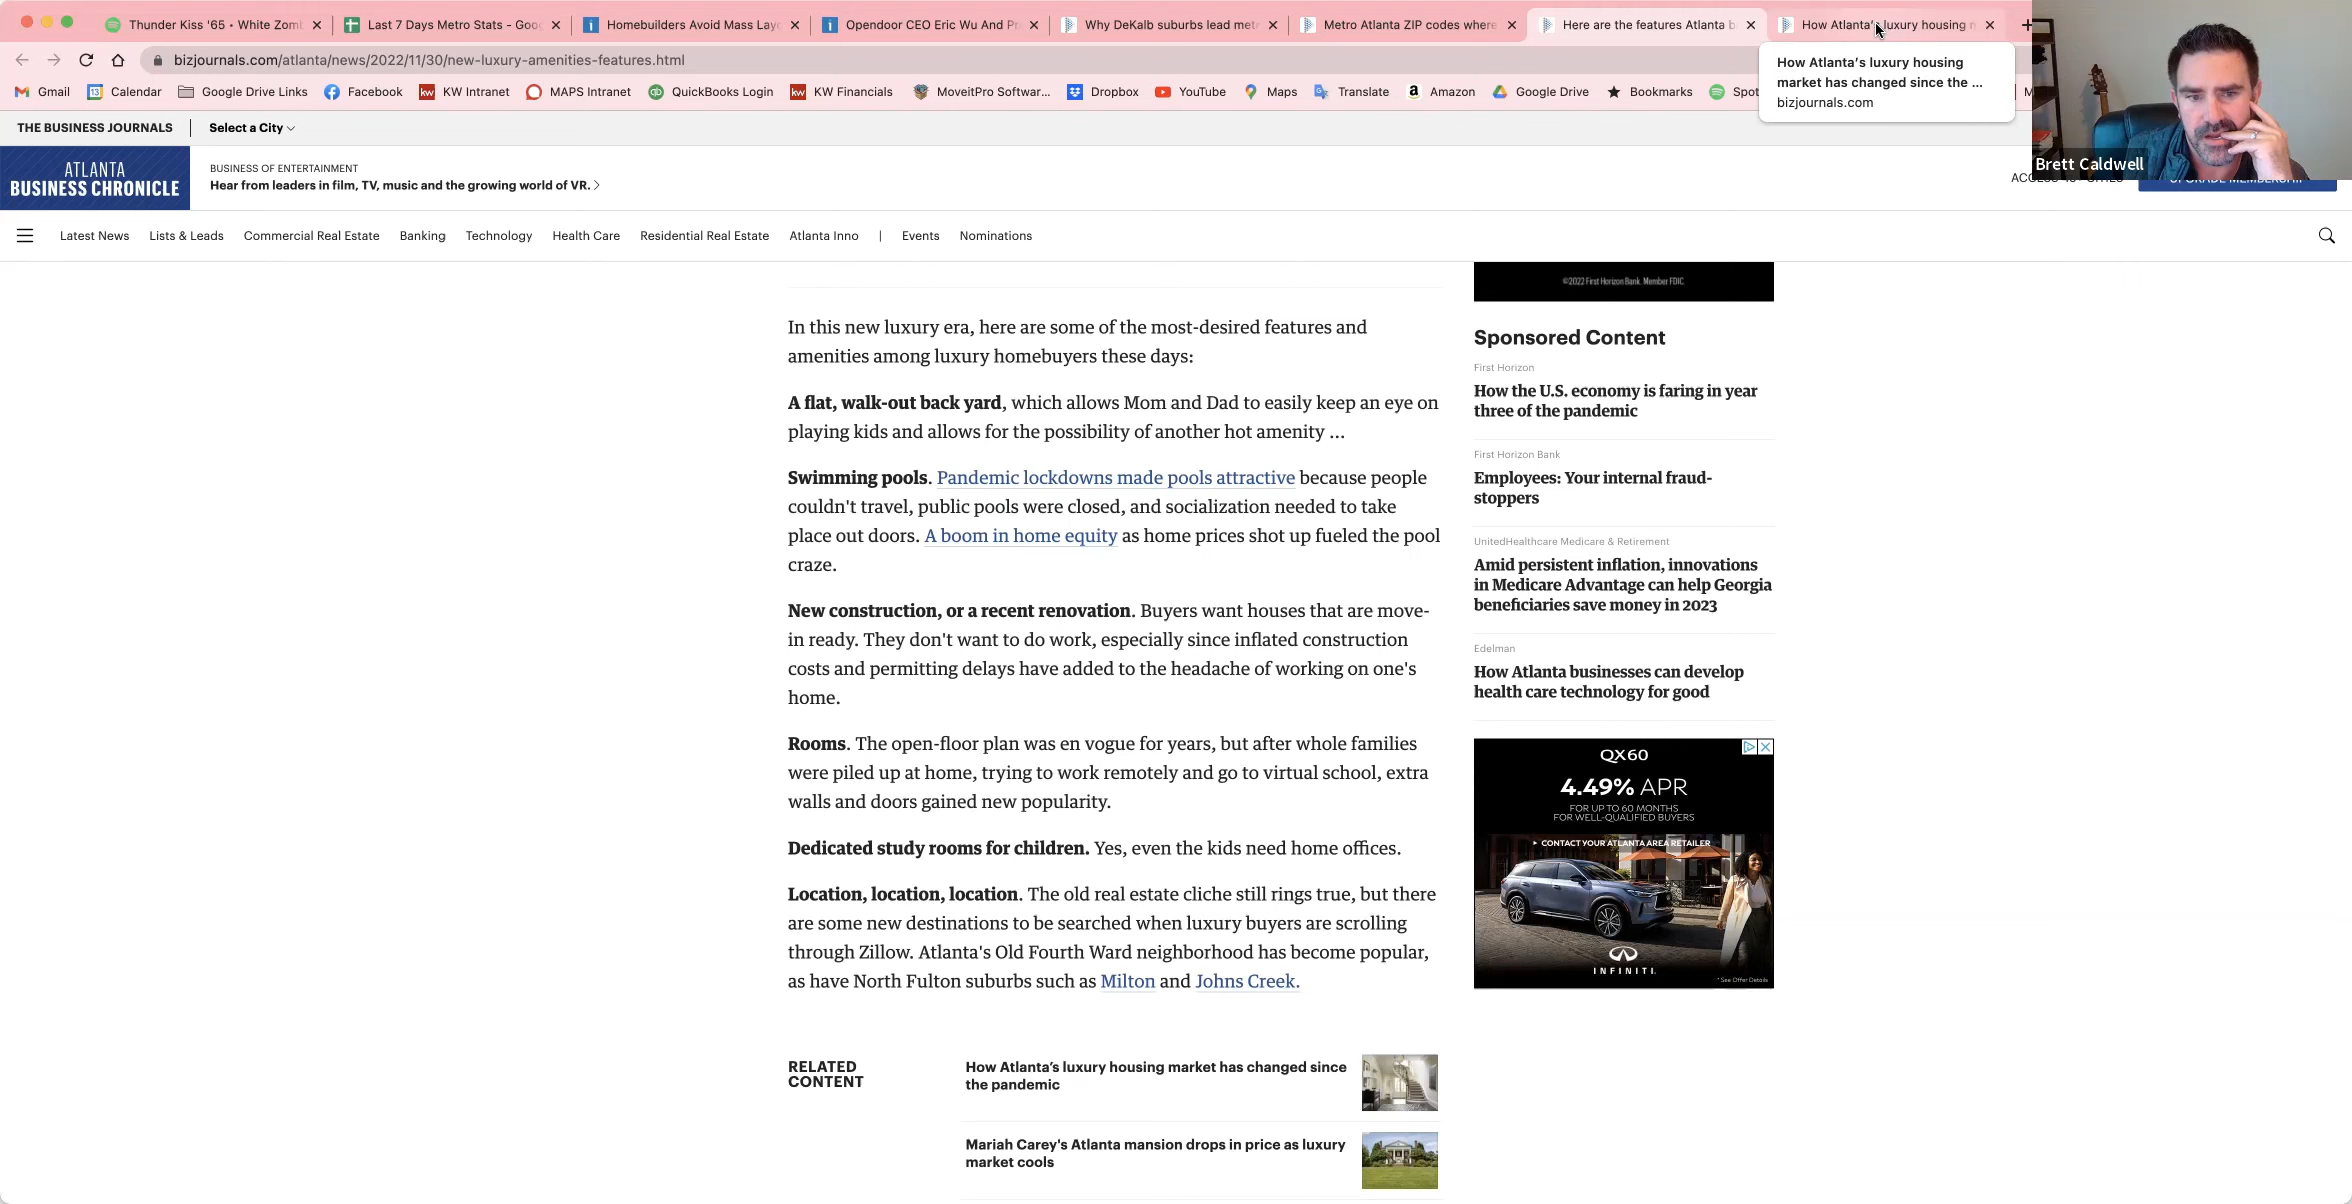 Thunder Kiss '65 • White Zom
Last 7 Days Metro Stats - Goo
Homebuilders Avoid Mass Lay
Opendoor CEO Eric Wu And P
Why DeKalb suburbs lead met
Metro Atlanta ZIP codes where
Here are the features Atlanta b
How Atlanta's luxury housing
bizjournals.com/atlanta/news/2022/11/30/new-luxury-amenities-features.html
How Atlanta's luxury housing
market has changed since the ...
bizjournals.com
Gmail
Calendar
Google Drive Links
Facebook
KW Intranet
MAPS Intranet
QuickBooks Login
KW Financials
MoveitPro Softwar...
Dropbox
YouTube
Maps
Translate
Amazon
Google Drive
Bookmarks
Spot
Brett Caldwell
THE BUSINESS JOURNALS
Select a City
ATLANTA
BUSINESS CHRONICLE
BUSINESS OF ENTERTAINMENT
Hear from leaders in film, TV, music and the growing world of VR.
Latest News
Lists & Leads
Commercial Real Estate
Banking
Technology
Health Care
Residential Real Estate
Atlanta Inno
|
Events
Nominations
In this new luxury era, here are some of the most-desired features and
amenities among luxury homebuyers these days:
A flat, walk-out back yard, which allows Mom and Dad to easily keep an eye on
playing kids and allows for the possibility of another hot amenity ...
Swimming pools. Pandemic lockdowns made pools attractive because people
couldn't travel, public pools were closed, and socialization needed to take
place out doors. A boom in home equity as home prices shot up fueled the pool
craze.
New construction, or a recent renovation. Buyers want houses that are move-
in ready. They don't want to do work, especially since inflated construction
costs and permitting delays have added to the headache of working on one's
home.
Rooms. The open-floor plan was en vogue for years, but after whole families
were piled up at home, trying to work remotely and go to virtual school, extra
walls and doors gained new popularity.
Dedicated study rooms for children. Yes, even the kids need home offices.
Location, location, location. The old real estate cliche still rings true, but there
are some new destinations to be searched when luxury buyers are scrolling
through Zillow. Atlanta's Old Fourth Ward neighborhood has become popular,
as have North Fulton suburbs such as Milton and Johns Creek.
RELATED
CONTENT
How Atlanta's luxury housing market has changed since
the pandemic
Mariah Carey's Atlanta mansion drops in price as luxury
market cools
©2022 First Horizon Bank. Member FDIC.
Sponsored Content
First Horizon
How the U.S. economy is faring in year
three of the pandemic
First Horizon Bank
Employees: Your internal fraud-
stoppers
UnitedHealthcare Medicare & Retirement
Amid persistent inflation, innovations
in Medicare Advantage can help Georgia
beneficiaries save money in 2023
Edelman
How Atlanta businesses can develop
health care technology for good
QX60
4.49% APR
FOR UP TO 60 MONTHS
FOR WELL-QUALIFIED BUYERS
CONTACT YOUR ATLANTA AREA RETAILER
INFINITI.
*See Offer Details